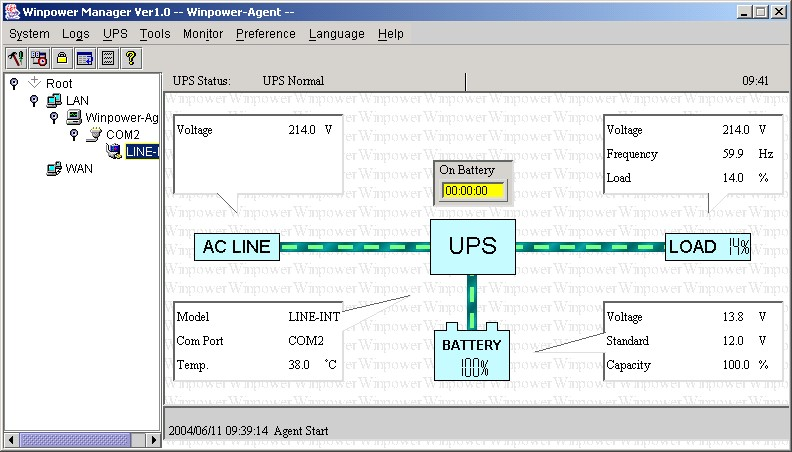 Winpower Manager Ver1.0 -- Winpower-Agent --
System Logs UPS Tools Monitor Preference Language Help
Root
LAN
Winpower-Ag
COM2
LINE-I
WAN
UPS Status: UPS Normal 09:41
Voltage 214.0 V
Voltage 214.0 V
Frequency 59.9 Hz
Load 14.0 %
On Battery
00:00:00
AC LINE
UPS
LOAD 14%
Model LINE-INT
Com Port COM2
Temp. 38.0 °C
BATTERY
100%
Voltage 13.8 V
Standard 12.0 V
Capacity 100.0 %
2004/06/11 09:39:14 Agent Start